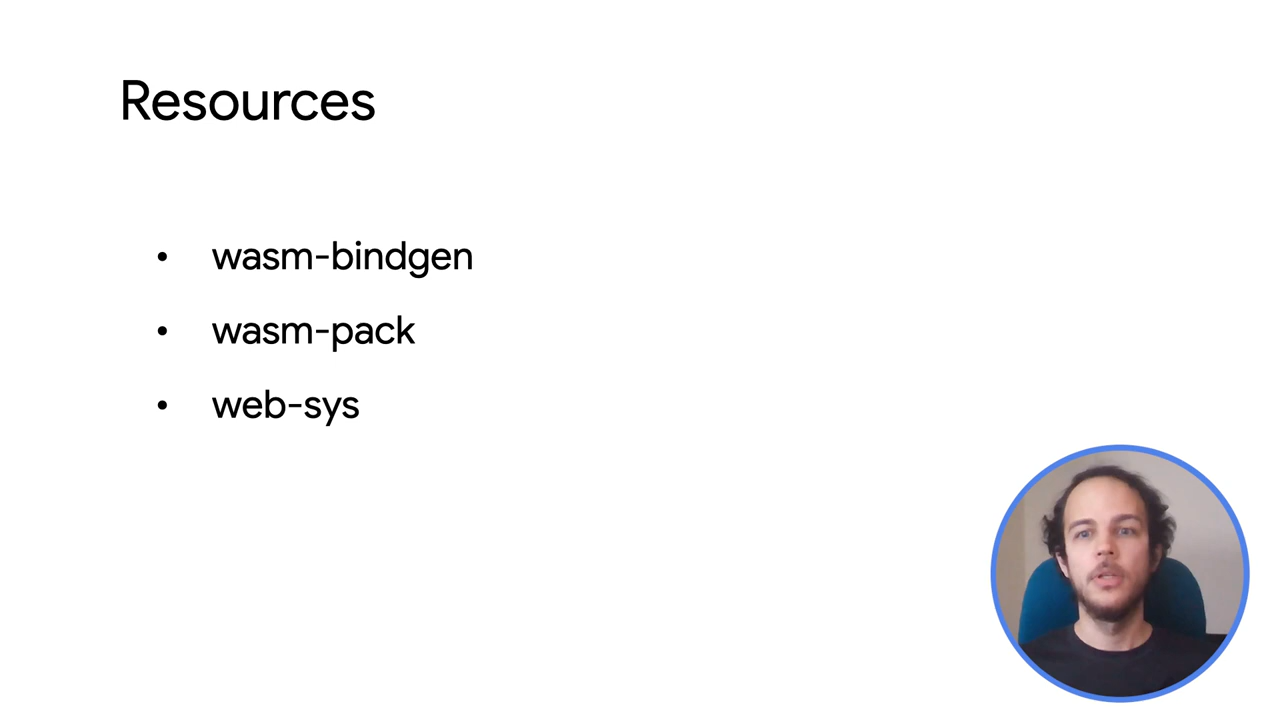 Resources
• wasm-bindgen
• wasm-pack
• web-sys